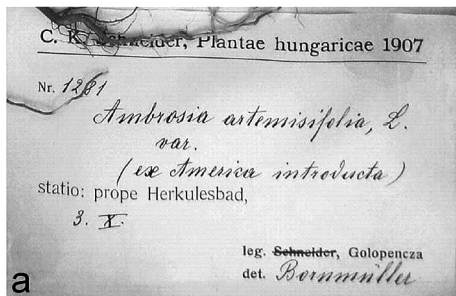 C. K. Schneider, Plantae hungaricae 1907
Nr. 1281
Ambrosia artemisifolia, L.
var.
(ex America introducta)
statio: prope Herkulesbad,
3. X.
leg. Schneider, Golopencza
det. Bornmüller
a